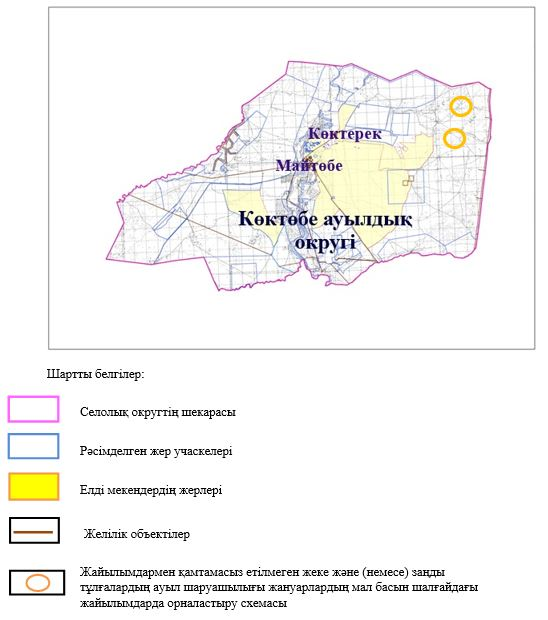 Көктерек
Майтөбе
Көктөбе ауылдық
округі
Шартты белгілер:
Селолық округтің шекарасы
Рәсімделген жер учаскелері
Елді мекендердің жерлері
Желілік объектілер
Жайылымдармен қамтамасыз етілмеген жеке және (немесе) заңды
тұлғалардың ауыл шаруашылығы жануарлардың мал басын шалғайдағы
жайылымдарда орналастыру схемасы